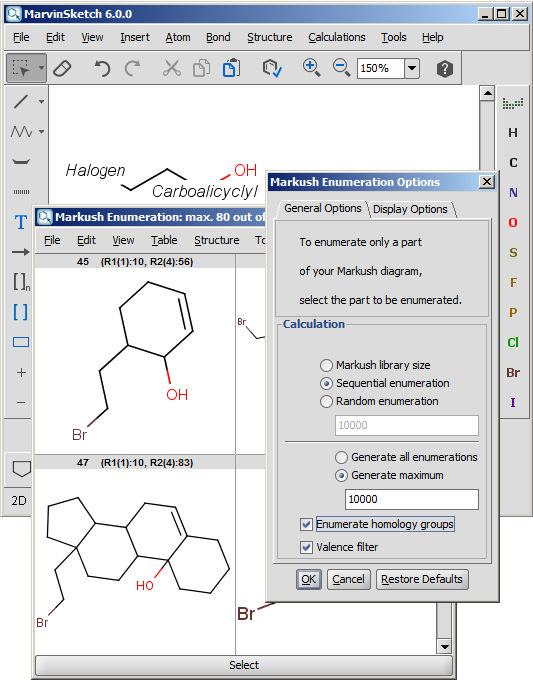 MarvinSketch 6.0.0
File Edit View Insert Atom Bond Structure Calculations Tools Help
150%
Halogen OH
Carboalicyclyl
H
C
N
O
S
F
P
Cl
Br
I
T
[ ]n
[ ]
2D
Markush Enumeration: max. 80 out of
File Edit View Table Structure
45 (R1(1):10, R2(4):56)
OH
Br
Br
47 (R1(1):10, R2(4):83)
HO
Br
Br
Select
Markush Enumeration Options
General Options Display Options
To enumerate only a part
of your Markush diagram,
select the part to be enumerated.
Calculation
Markush library size
Sequential enumeration
Random enumeration
10000
Generate all enumerations
Generate maximum
10000
Enumerate homology groups
Valence filter
OK Cancel Restore Defaults